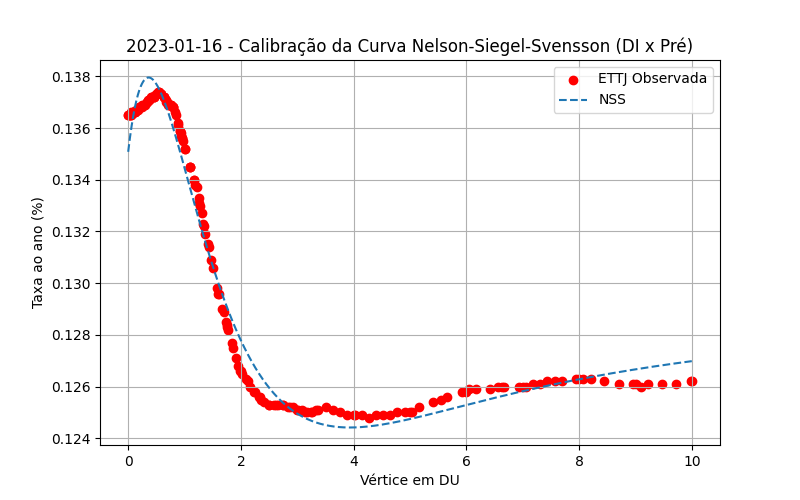 2023-01-16 - Calibração da Curva Nelson-Siegel-Svensson (DI x Pré)
ETTJ Observada
NSS
Taxa ao ano (%)
0.138
0.136
0.134
0.132
0.130
0.128
0.126
0.124
0 2 4 6 8 10
Vértice em DU